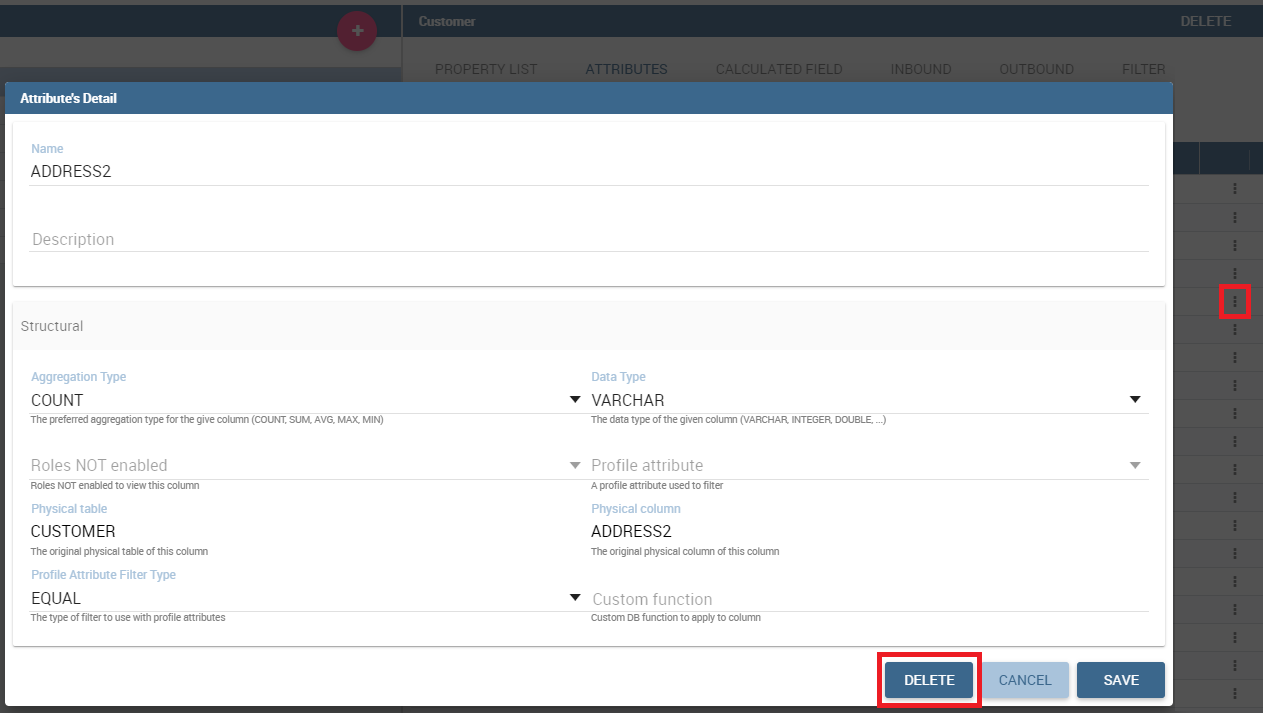 +
Customer
DELETE
PROPERTY LIST ATTRIBUTES CALCULATED FIELD INBOUND OUTBOUND FILTER
Attribute's Detail
Name
ADDRESS2
Description
Structural
Aggregation Type
COUNT
The preferred aggregation type for the give column (COUNT, SUM, AVG, MAX, MIN)
Data Type
VARCHAR
The data type of the given column (VARCHAR, INTEGER, DOUBLE, ...)
Roles NOT enabled
Roles NOT enabled to view this column
Profile attribute
A profile attribute used to filter
Physical table
CUSTOMER
The original physical table of this column
Physical column
ADDRESS2
The original physical column of this column
Profile Attribute Filter Type
EQUAL
The type of filter to use with profile attributes
Custom function
Custom DB function to apply to column
DELETE CANCEL SAVE